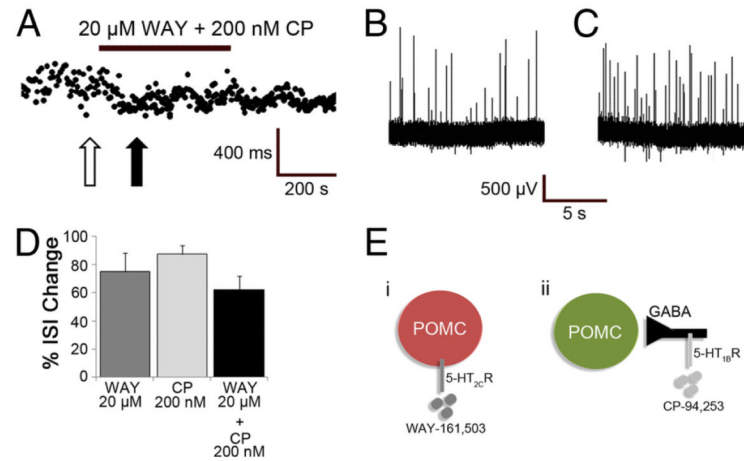 A
20 µM WAY + 200 nM CP
400 ms
200 s
B
C
500 µV
5 s
D
% ISI Change
100
80
60
40
20
0
WAY
20 µM
CP
200 nM
WAY
20 µM
+
CP
200 nM
E
i
POMC
5-HT2CR
WAY-161,503
ii
POMC
GABA
5-HT1BR
CP-94,253